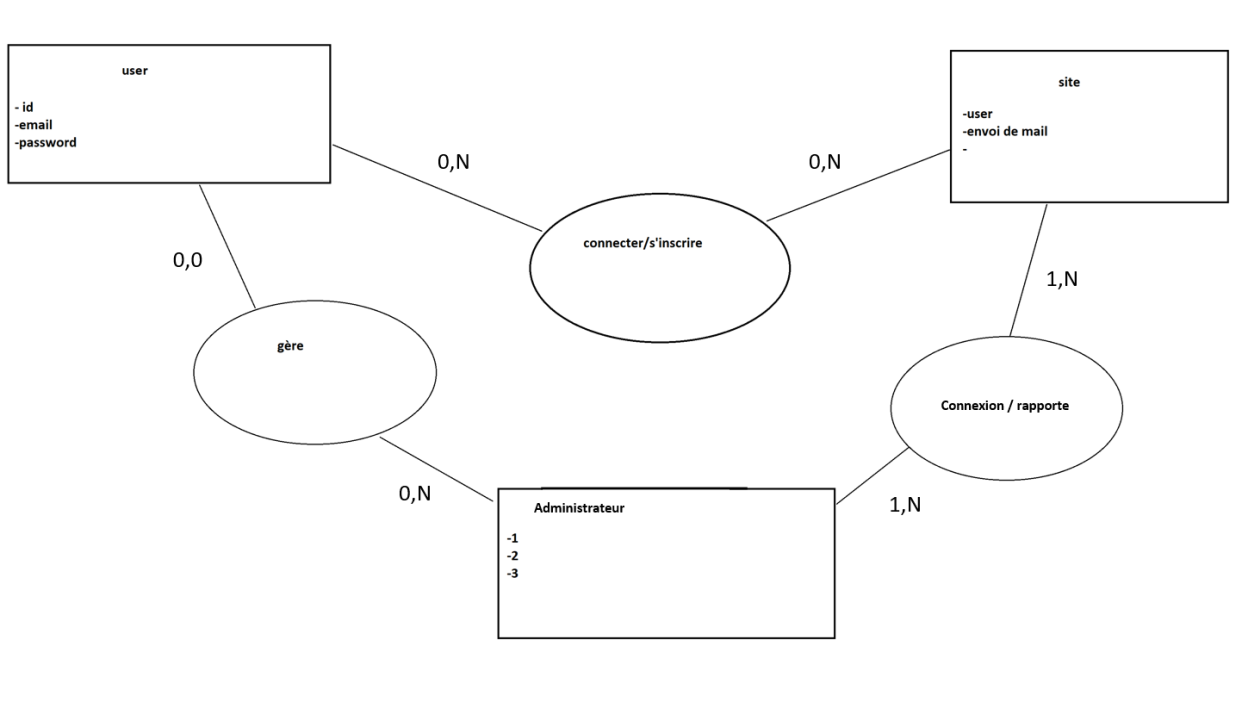 user
- id
-email
-password
site
-user
-envoi de mail
-
0,N
0,N
connecter/s'inscrire
0,0
1,N
gère
Connexion / rapporte
0,N
1,N
Administrateur
-1
-2
-3